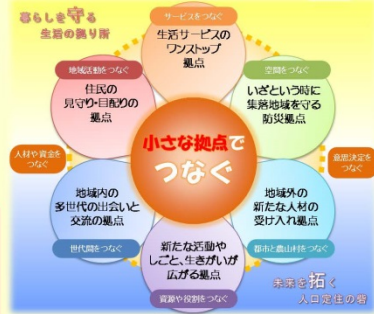 暮らしを守る
生活の拠り所
サービスをつなぐ
生活サービスの
ワンストップ
拠点
地域活動をつなぐ
住民の
見守り・目配りの
拠点
空間をつなぐ
いざという時に
集落地域を守る
防災拠点
小さな拠点で
つなぐ
人材や資金を
つなぐ
意思決定を
つなぐ
地域内の
多世代の出会いと
交流の拠点
世代間をつなぐ
地域外の
新たな人材の
受け入れ拠点
都市と農山村をつなぐ
新たな活動や
しごと、生きがいが
広がる拠点
資源や役割をつなぐ
未来を拓く
人口定住の砦